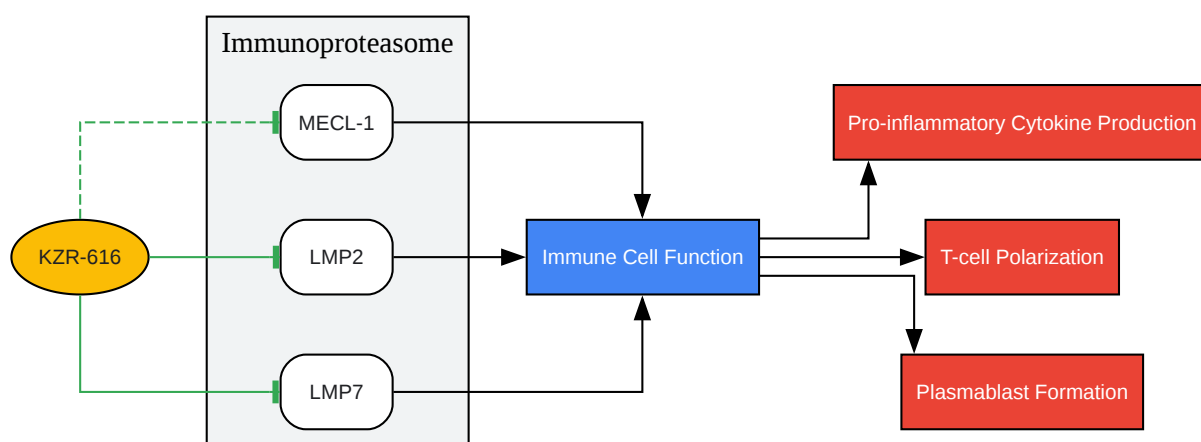 Immunoproteasome
MECL-1
Pro-inflammatory Cytokine Production
KZR-616
LMP2
Immune Cell Function
T-cell Polarization
LMP7
Plasmablast Formation